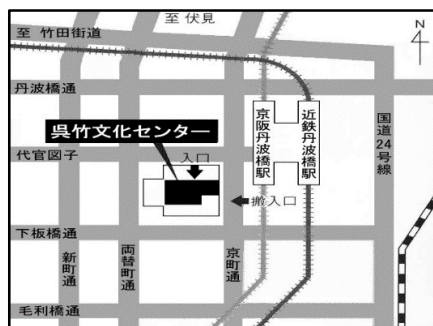 至 伏見
至 竹田街道
N
丹波橋通
呉竹文化センター
代官図子
入口
京阪丹波橋駅
近鉄丹波橋駅
国道24号線
搬入口
下板橋通
新町通
両替町通
京町通
毛利橋通